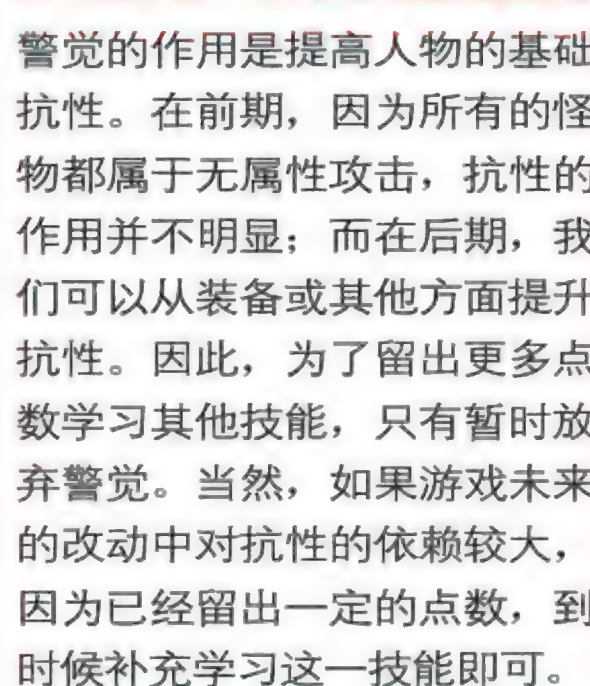 警觉的作用是提高人物的基础
抗性。在前期，因为所有的怪
物都属于无属性攻击，抗性的
作用并不明显；而在后期，我
们可以从装备或其他方面提升
抗性。因此，为了留出更多点
数学习其他技能，只有暂时放
弃警觉。当然，如果游戏未来
的改动中对抗性的依赖较大，
因为已经留出一定的点数，到
时候补充学习这一技能即可。